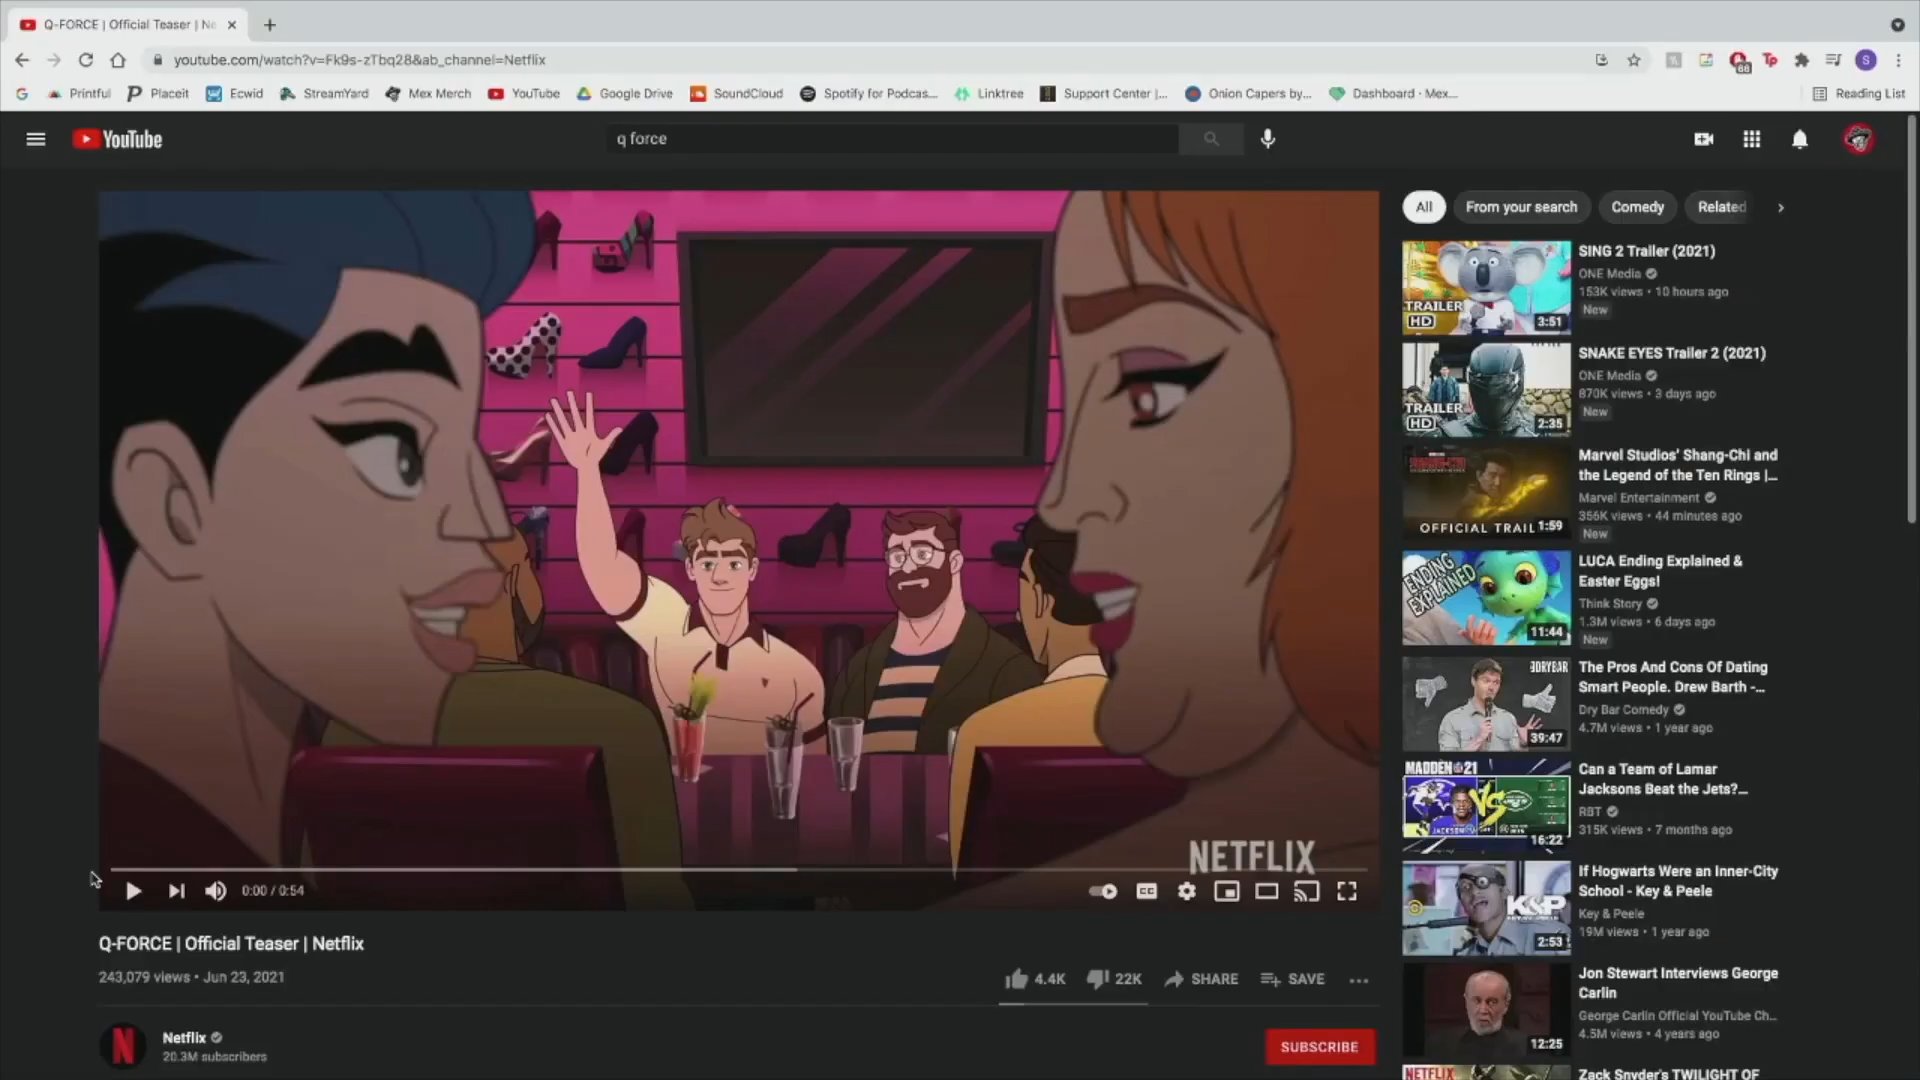 Q-FORCE | Official Teaser | Ne
youtube.com/watch?v=Fk9s-zTbq28&ab_channel=Netflix
68
Tp
S
G
Printful
Placeit
Ecwid
StreamYard
Mex Merch
YouTube
Google Drive
SoundCloud
Spotify for Podcas...
Linktree
Support Center |...
Onion Capers by...
Dashboard · Mex...
Reading List
YouTube
q force
All
From your search
Comedy
Related
TRAILER
HD
3:51
SING 2 Trailer (2021)
ONE Media
153K views • 10 hours ago
New
TRAILER
HD
2:35
SNAKE EYES Trailer 2 (2021)
ONE Media
870K views • 3 days ago
New
OFFICIAL TRAIL
1:59
Marvel Studios' Shang-Chi and
the Legend of the Ten Rings |...
Marvel Entertainment
356K views • 44 minutes ago
New
ENDING
EXPLAINED
11:44
LUCA Ending Explained &
Easter Eggs!
Think Story
1.3M views • 6 days ago
New
DRYBAR
39:47
The Pros And Cons Of Dating
Smart People. Drew Barth -...
Dry Bar Comedy
4.7M views • 1 year ago
MADDEN 21
VS
JACKSON
16:22
Can a Team of Lamar
Jacksons Beat the Jets?...
RBT
315K views • 7 months ago
K&P
2:53
If Hogwarts Were an Inner-City
School - Key & Peele
Key & Peele
19M views • 1 year ago
12:25
Jon Stewart Interviews George
Carlin
George Carlin Official YouTube Ch...
4.5M views • 4 years ago
NETFLIX
Zack Snyder's TWILIGHT OF
NETFLIX
0:00 / 0:54
CC
Q-FORCE | Official Teaser | Netflix
243,079 views • Jun 23, 2021
4.4K
22K
SHARE
SAVE
N
Netflix
20.3M subscribers
SUBSCRIBE